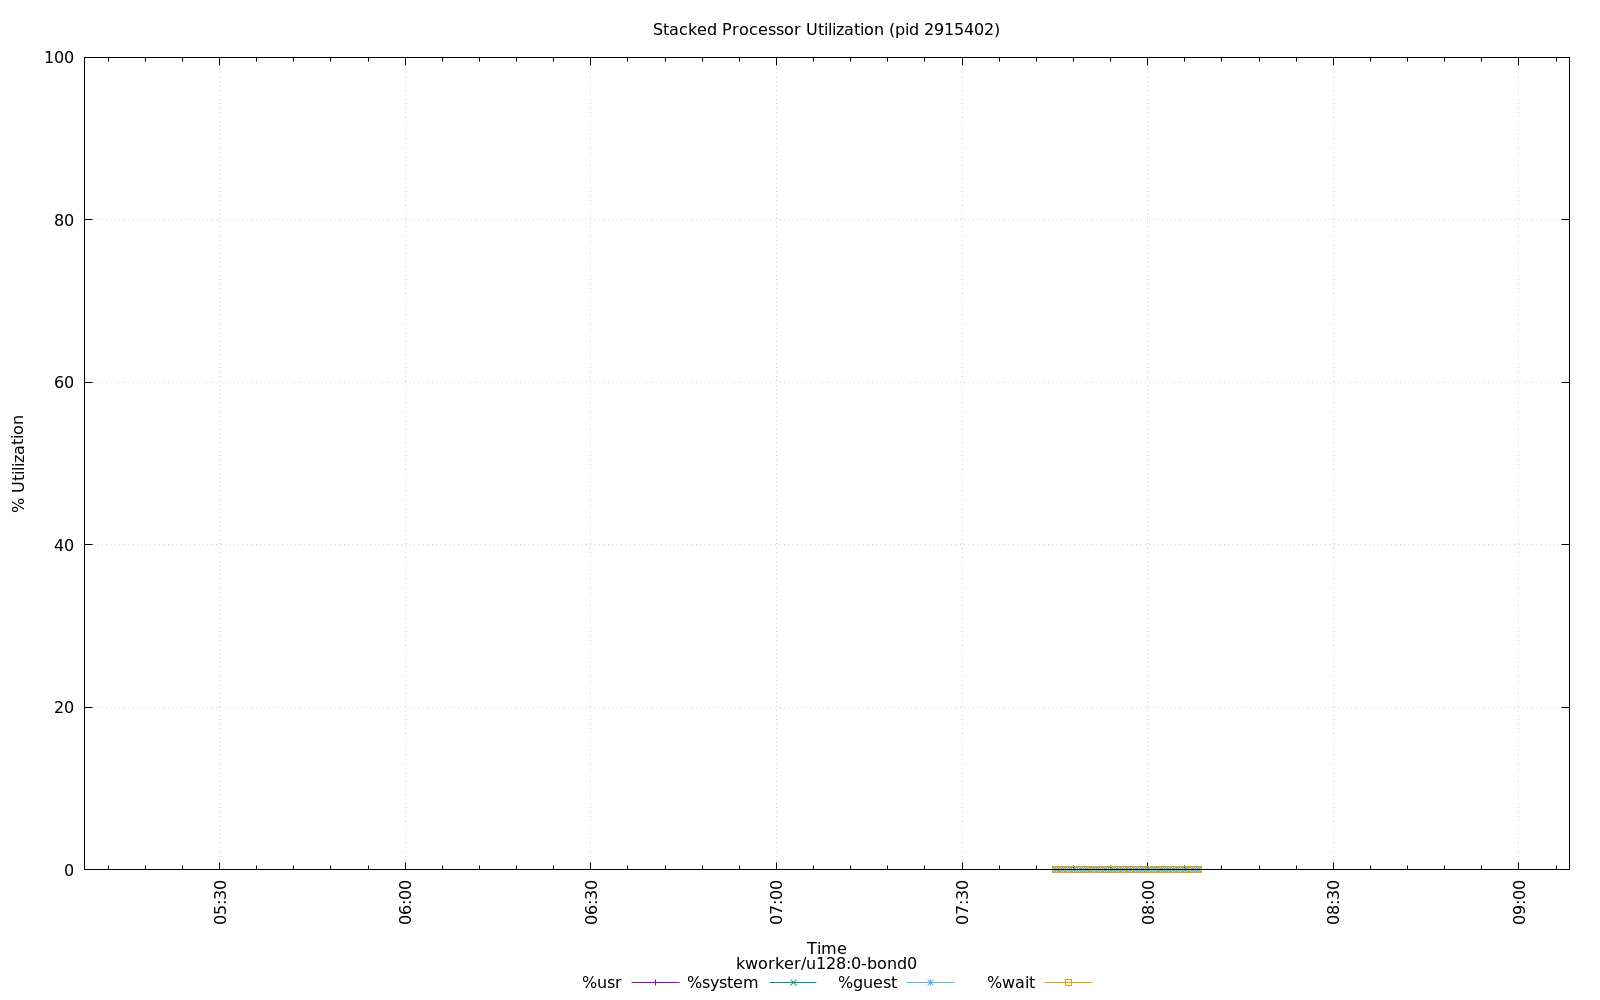 Stacked Processor Utilization (pid 2915402)
100
80
60
40
20
0
% Utilization
05:30
06:00
06:30
07:00
07:30
08:00
08:30
09:00
Time
kworker/u128:0-bond0
%usr %system %guest %wait